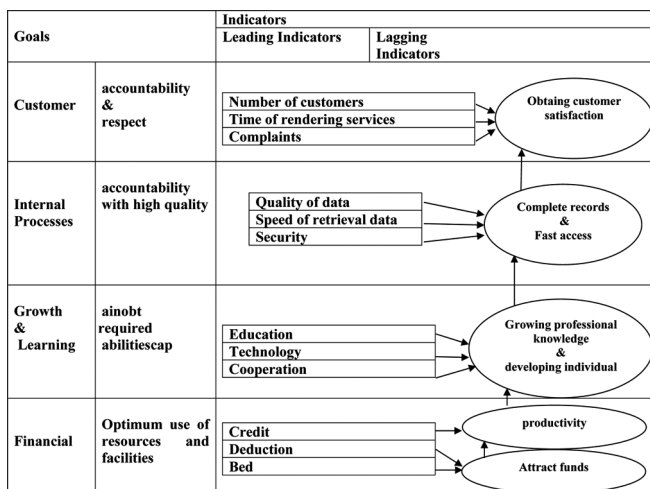 Goals
Indicators
Leading Indicators
Lagging
Indicators
Customer
accountability
&
respect
Number of customers
Time of rendering services
Complaints
Obtaing customer
satisfaction
Internal
Processes
accountability
with high quality
Quality of data
Speed of retrieval data
Security
Complete records
&
Fast access
Growth
&
Learning
ainobt
required
abilitiescap
Education
Technology
Cooperation
Growing professional
knowledge
&
developing individual
Financial
Optimum use of
resources and
facilities
Credit
Deduction
Bed
productivity
Attract funds